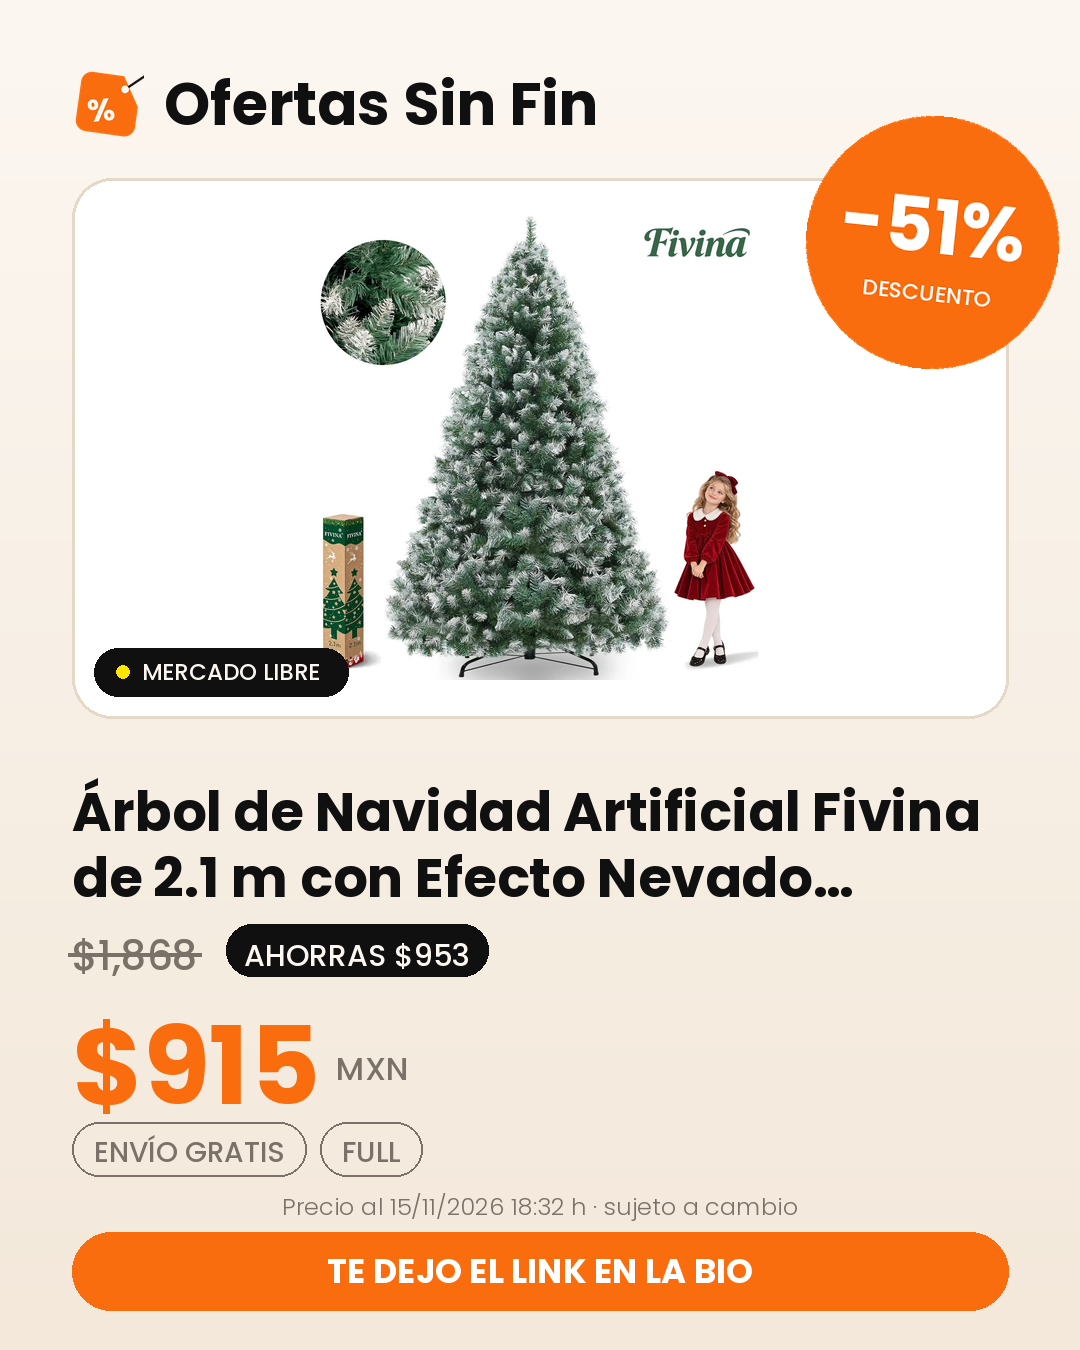 %
Ofertas Sin Fin
-51%
DESCUENTO
Fivina
FIVINA FIVINA
MERCADO LIBRE
Árbol de Navidad Artificial Fivina
de 2.1 m con Efecto Nevado...
$1,868
AHORRAS $953
$915 MXN
ENVÍO GRATIS
FULL
Precio al 15/11/2026 18:32 h · sujeto a cambio
TE DEJO EL LINK EN LA BIO